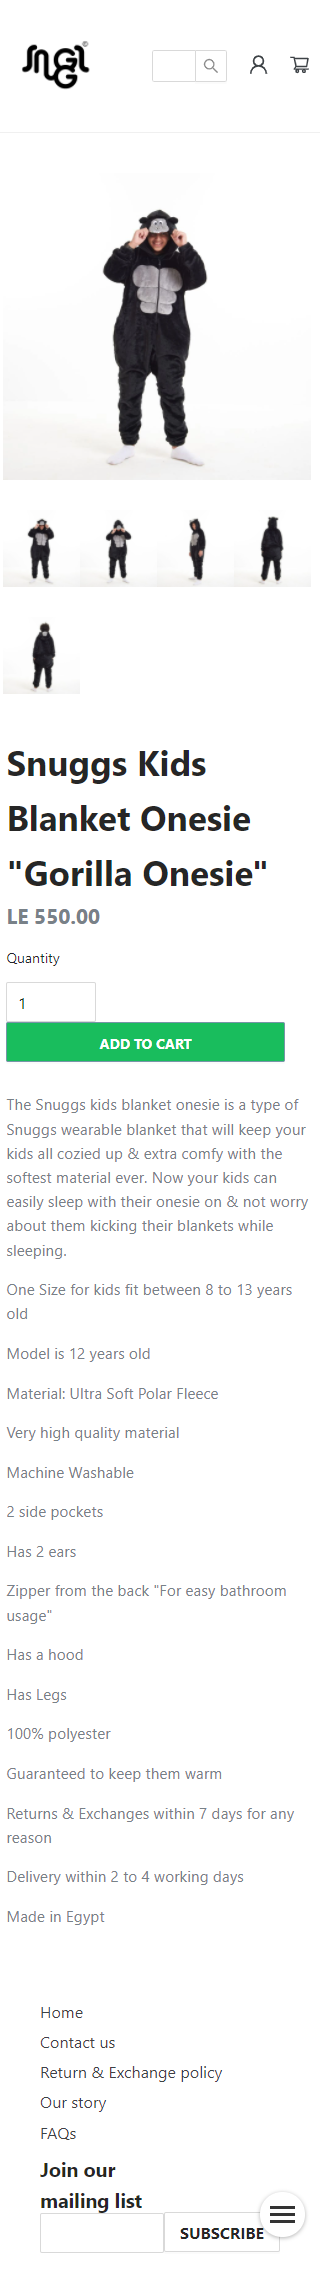 Snuggs Kids
Blanket Onesie
"Gorilla Onesie"
LE 550.00
Quantity
1
ADD TO CART
The Snuggs kids blanket onesie is a type of
Snuggs wearable blanket that will keep your
kids all cozied up & extra comfy with the
softest material ever. Now your kids can
easily sleep with their onesie on & not worry
about them kicking their blankets while
sleeping.
One Size for kids fit between 8 to 13 years
old
Model is 12 years old
Material: Ultra Soft Polar Fleece
Very high quality material
Machine Washable
2 side pockets
Has 2 ears
Zipper from the back "For easy bathroom
usage"
Has a hood
Has Legs
100% polyester
Guaranteed to keep them warm
Returns & Exchanges within 7 days for any
reason
Delivery within 2 to 4 working days
Made in Egypt
Home
Contact us
Return & Exchange policy
Our story
FAQs
Join our
mailing list
SUBSCRIBE